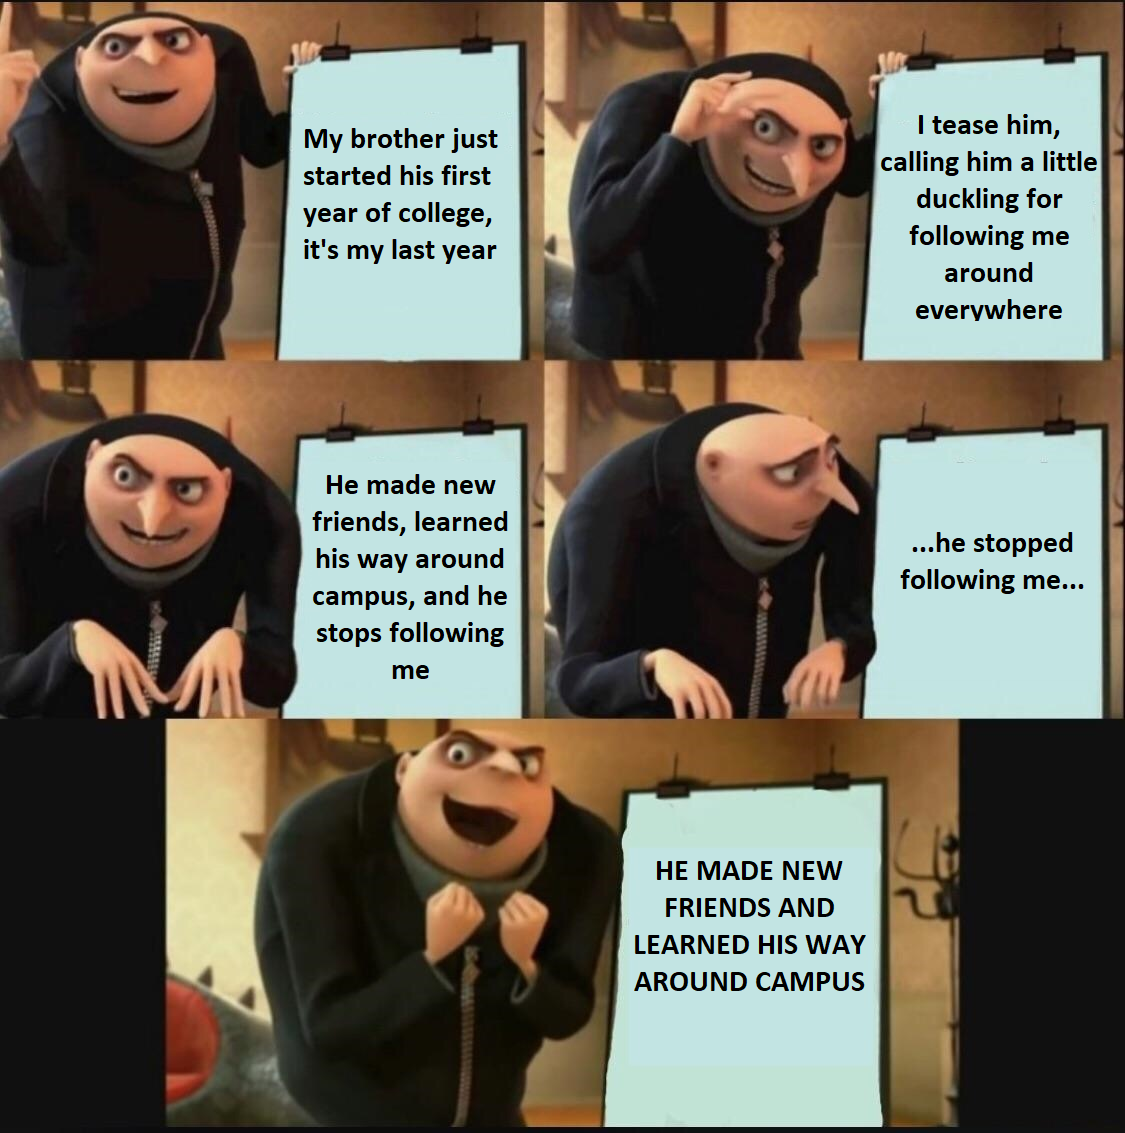 My brother just
started his first
year of college,
it's my last year
I tease him,
calling him a little
duckling for
following me
around
everywhere
He made new
friends, learned
his way around
campus, and he
stops following
me
...he stopped
following me...
HE MADE NEW
FRIENDS AND
LEARNED HIS WAY
AROUND CAMPUS